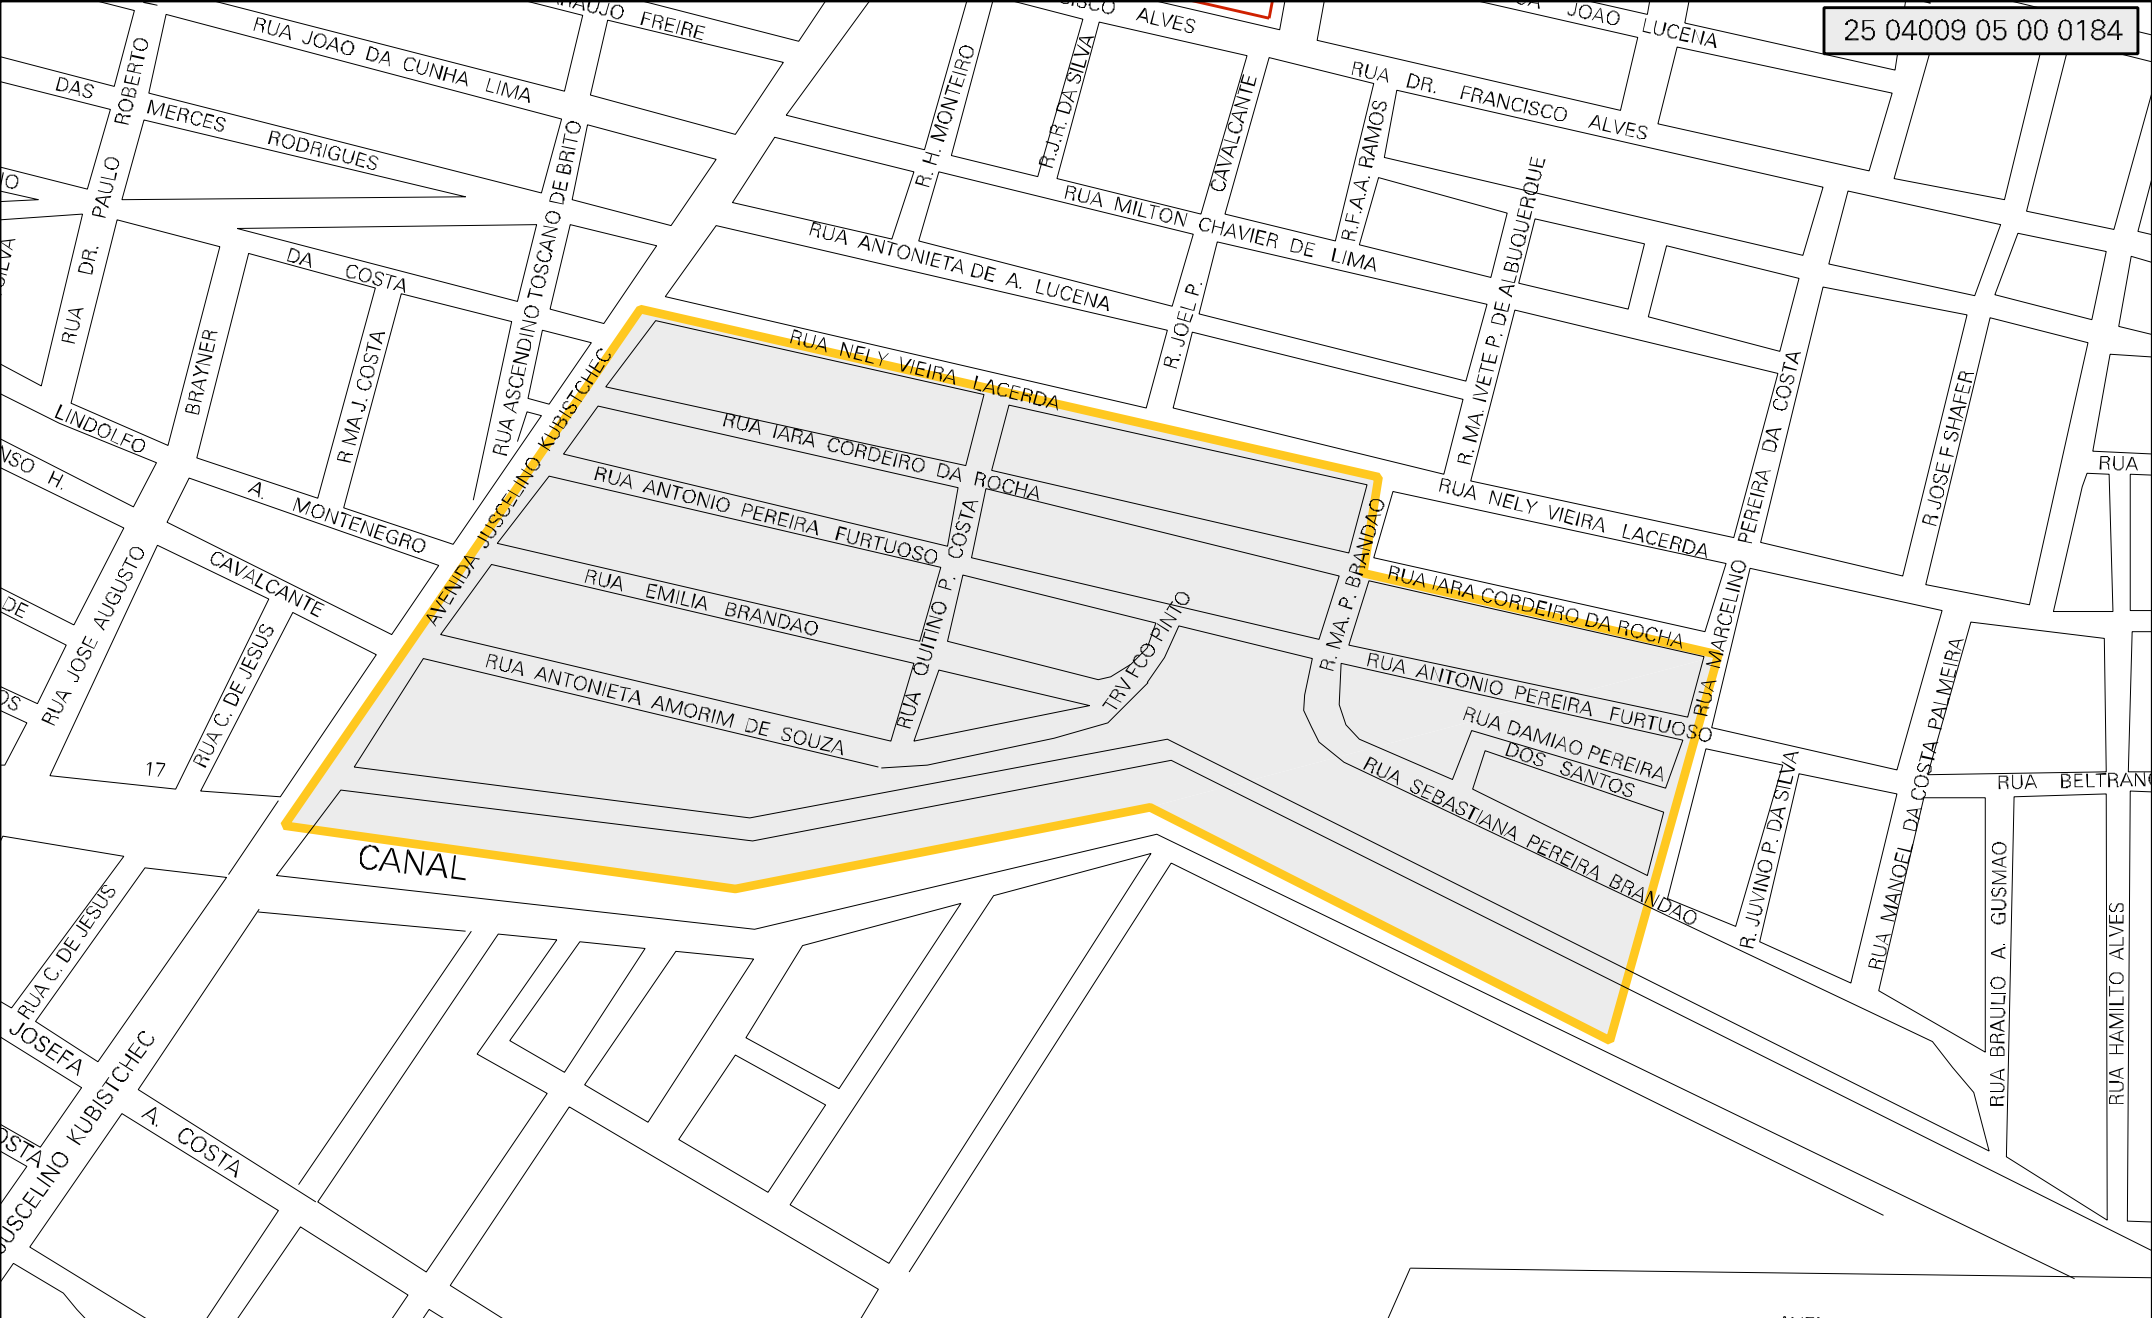 25 04009 05 00 0184
FREIRE
ALVES
JOAO LUCENA
RUA JOAO DA CUNHA LIMA
RUA DR. FRANCISCO ALVES
DAS MERCES RODRIGUES
RUA DR. PAULO ROBERTO
RUA ASCENDINO TOSCANO DE BRITO
R. H. MONTEIRO
R.J.R. DA SILVA
CAVALCANTE
R.F.A.A. RAMOS
R. MA. IVETE P. DE ALBUQUERQUE
RUA MILTON CHAVIER DE LIMA
RUA ANTONIETA DE A. LUCENA
R. JOEL P.
DA COSTA
BRAYNER
R MA J. COSTA
LINDOLFO
H.
A. MONTENEGRO
CAVALCANTE
DE
RUA JOSE AUGUSTO
RUA C. DE JESUS
17
AVENIDA JUSCELINO KUBISTCHEC
RUA NELY VIEIRA LACERDA
RUA IARA CORDEIRO DA ROCHA
RUA ANTONIO PEREIRA FURTUOSO
RUA EMILIA BRANDAO
RUA ANTONIETA AMORIM DE SOUZA
RUA QUITINO P. COSTA
TRV FCO PINTO
R. MA. P. BRANDAO
RUA NELY VIEIRA LACERDA
RUA IARA CORDEIRO DA ROCHA
RUA ANTONIO PEREIRA FURTUOSO
RUA DAMIAO PEREIRA
DOS SANTOS
RUA SEBASTIANA PEREIRA BRANDAO
RUA MARCELINO PEREIRA DA COSTA
R.JOSE F SHAFER
RUA
RUA MANOEL DA COSTA PALMEIRA
R. JUVINO P. DA SILVA
RUA BELTRAN
RUA BRAULIO A. GUSMAO
RUA HAMILTO ALVES
CANAL
RUA C. DE JESUS
JOSEFA
A. COSTA
JUSCELINO KUBISTCHEC